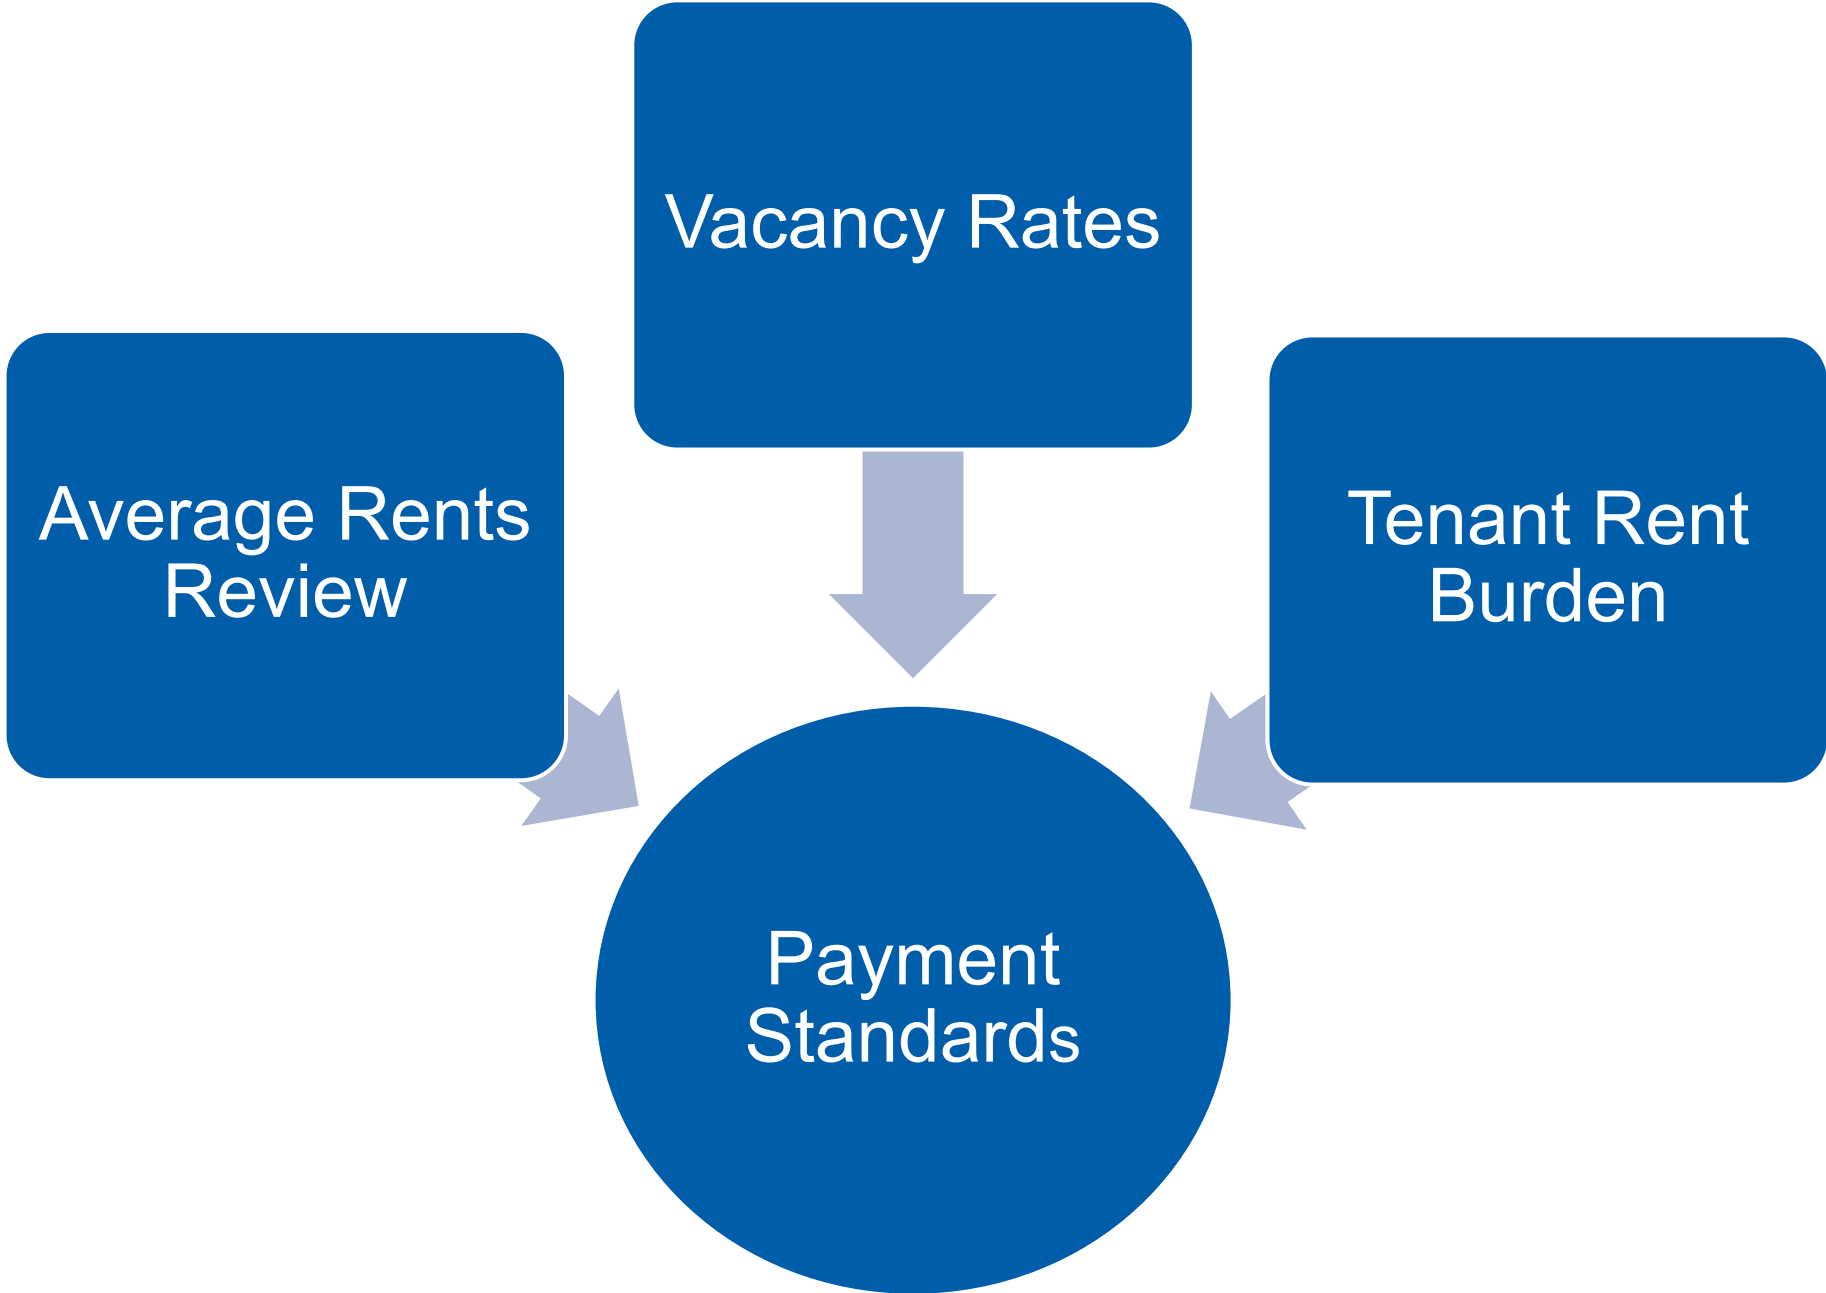 Vacancy Rates
Average Rents
Review
Tenant Rent
Burden
Payment
Standards